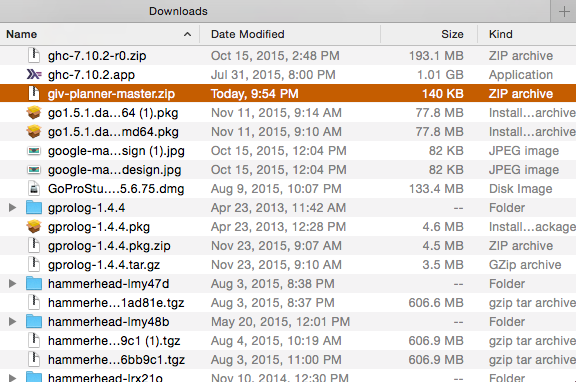 Downloads
Name Date Modified Size Kind
ghc-7.10.2-r0.zip Oct 15, 2015, 2:48 PM 193.1 MB ZIP archive
ghc-7.10.2.app Jul 31, 2015, 8:00 PM 1.01 GB Application
giv-planner-master.zip Today, 9:54 PM 140 KB ZIP archive
go1.5.1.da...64 (1).pkg Nov 11, 2015, 9:14 AM 77.8 MB Install...archive
go1.5.1.da...md64.pkg Nov 11, 2015, 9:10 AM 77.8 MB Install...archive
google-ma...sign (1).jpg Oct 15, 2015, 12:04 PM 82 KB JPEG image
google-ma...design.jpg Oct 15, 2015, 12:04 PM 82 KB JPEG image
GoProStu...5.6.75.dmg Aug 9, 2015, 10:07 PM 133.4 MB Disk Image
gprolog-1.4.4 Apr 23, 2013, 11:42 AM -- Folder
gprolog-1.4.4.pkg Apr 23, 2013, 12:28 PM 4.6 MB Install...package
gprolog-1.4.4.pkg.zip Nov 23, 2015, 9:07 AM 4.5 MB ZIP archive
gprolog-1.4.4.tar.gz Nov 23, 2015, 9:10 AM 3.5 MB GZip archive
hammerhead-lmy47d Aug 3, 2015, 8:38 PM -- Folder
hammerhe...1ad81e.tgz Aug 3, 2015, 8:37 PM 606.6 MB gzip tar archive
hammerhead-lmy48b May 20, 2015, 12:01 PM -- Folder
hammerhe...9c1 (1).tgz Aug 4, 2015, 10:19 AM 606.6 MB gzip tar archive
hammerhe...6bb9c1.tgz Aug 3, 2015, 11:00 PM 606.6 MB gzip tar archive
hammerhead-lrx21o Nov 10, 2014, 12:30 PM -- Folder